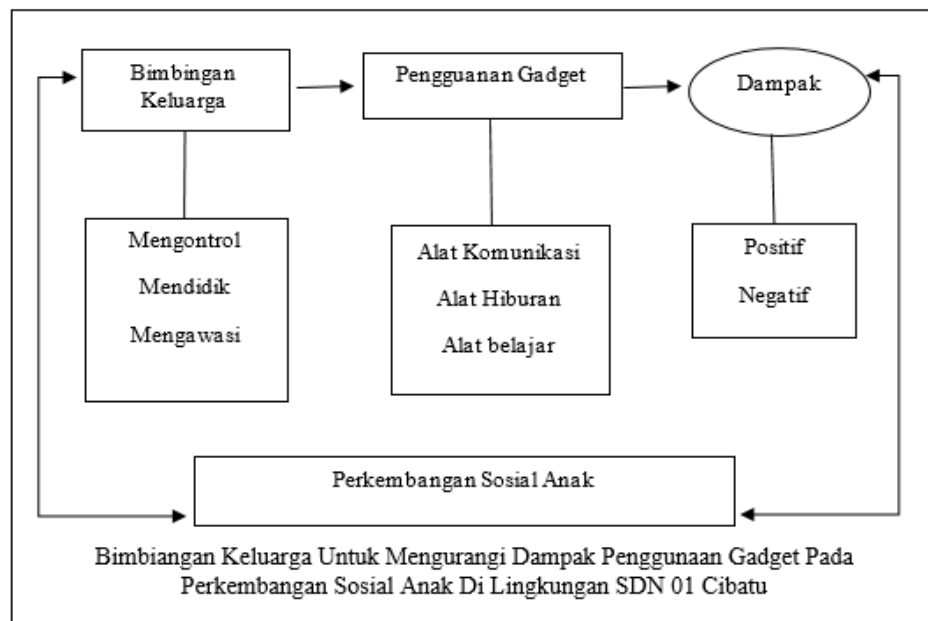 Bimbingan
Keluarga
Pengguanan Gadget
Dampak
Mengontrol
Mendidik
Mengawasi
Alat Komunikasi
Alat Hiburan
Alat belajar
Positif
Negatif
Perkembangan Sosial Anak
Bimbiangan Keluarga Untuk Mengurangi Dampak Penggunaan Gadget Pada
Perkembangan Sosial Anak Di Lingkungan SDN 01 Cibatu